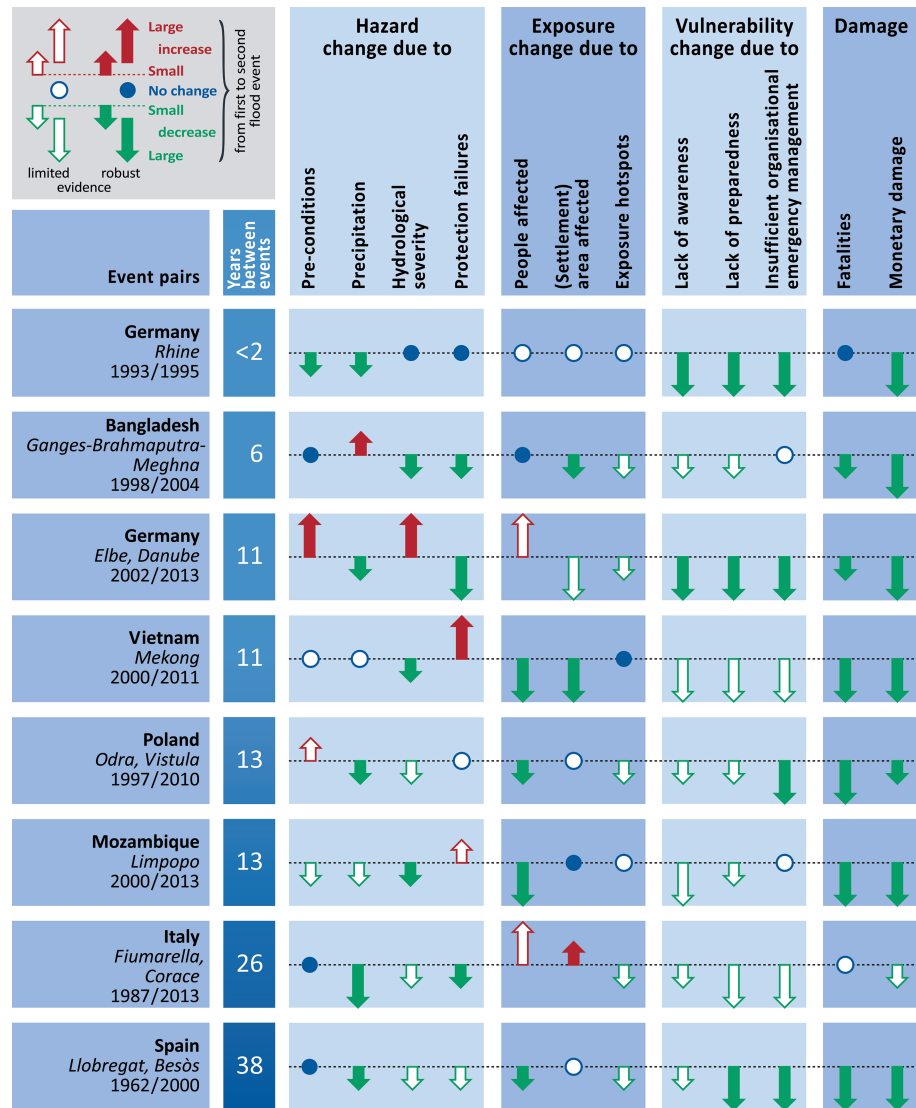 Large
increase
Small
No change
Small
decrease
Large
from first to second
flood event
limited
robust
evidence
Hazard
change due to
Exposure
change due to
Vulnerability
change due to
Damage
Event pairs
Years
between
events
Pre-conditions
Precipitation
Hydrological
severity
Protection failures
People affected
(Settlement)
area affected
Exposure hotspots
Lack of awareness
Lack of preparedness
Insufficient organisational
emergency management
Fatalities
Monetary damage
Germany
Rhine
1993/1995
<2
Bangladesh
Ganges-Brahmaputra-
Meghna
1998/2004
6
Germany
Elbe, Danube
2002/2013
11
Vietnam
Mekong
2000/2011
11
Poland
Odra, Vistula
1997/2010
13
Mozambique
Limpopo
2000/2013
13
Italy
Fiumarella,
Corace
1987/2013
26
Spain
Llobregat, Besòs
1962/2000
38